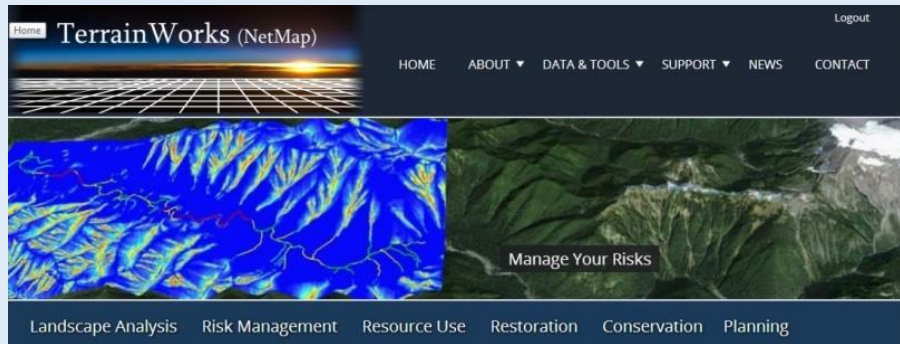 Logout
Home
TerrainWorks (NetMap)
HOME ABOUT ▼ DATA & TOOLS ▼ SUPPORT ▼ NEWS CONTACT
Manage Your Risks
Landscape Analysis Risk Management Resource Use Restoration Conservation Planning